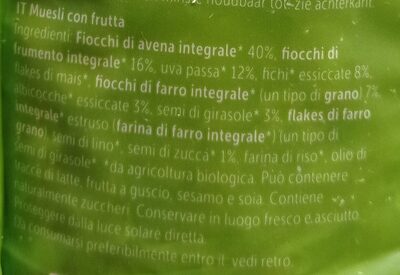 houdbaar tot: zie achterkant.
IT Muesli con frutta
Ingredienti: Fiocchi di avena integrale* 40%, fiocchi di
frumento integrale* 16%, uva passa* 12%, fichi* essiccate 8%,
flakes di mais*, fiocchi di farro integrale* (un tipo di grano) 7%,
albicocche* essiccate 3%, semi di girasole* 3%, flakes di farro
integrale* estruso (farina di farro integrale*) (un tipo di
grano), semi di lino*, semi di zucca* 1%, farina di riso*, olio di
semi di girasole*. *da agricoltura biologica. Può contenere
tracce di latte, frutta a guscio, sesamo e soia. Contiene
naturalmente zuccheri. Conservare in luogo fresco e asciutto.
Proteggere dalla luce solare diretta.
Da consumarsi preferibilmente entro il: vedi retro.